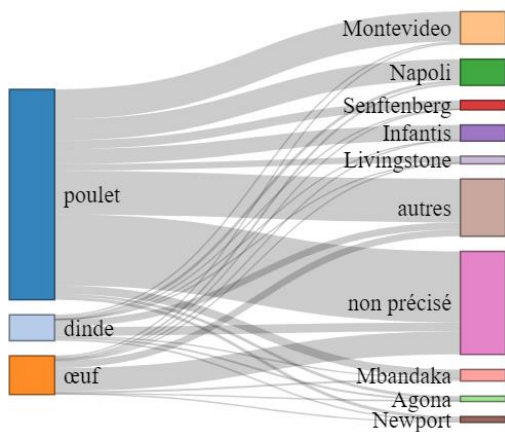 Montevideo
Napoli
Senftenberg
Infantis
Livingstone
poulet
autres
non précisé
dinde
œuf
Mbandaka
Agona
Newport